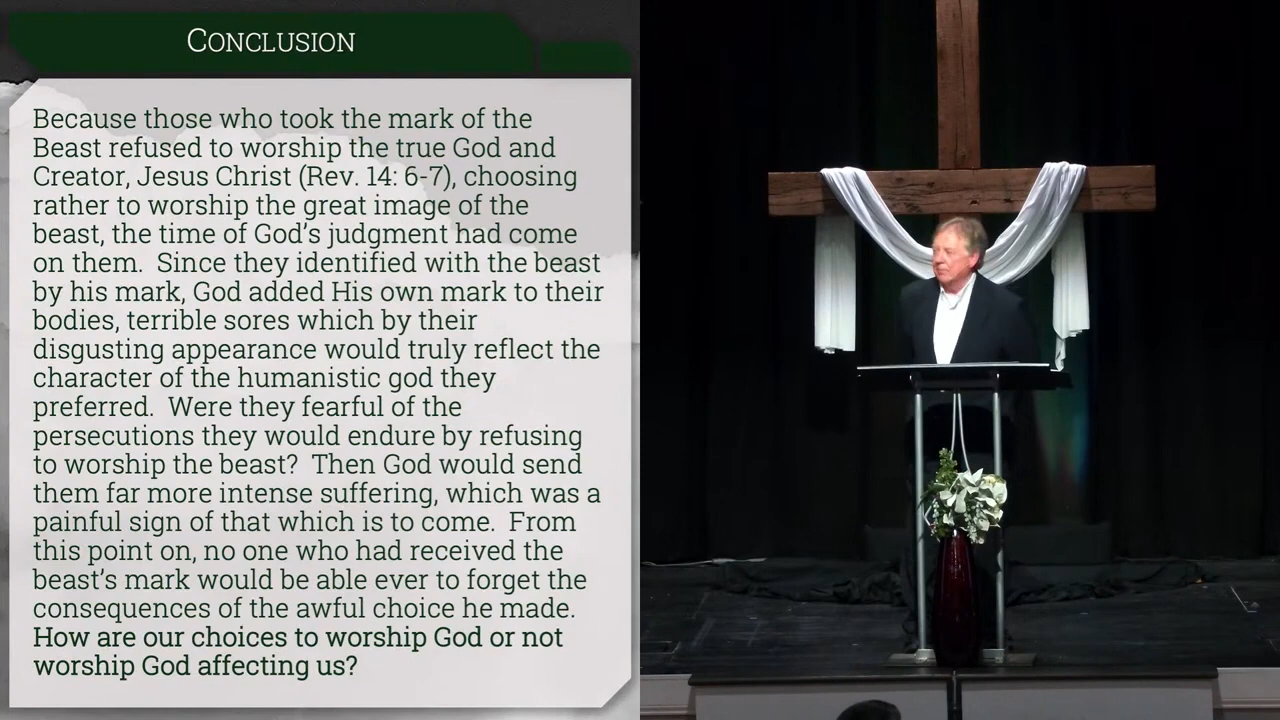 CONCLUSION
Because those who took the mark of the
Beast refused to worship the true God and
Creator, Jesus Christ (Rev. 14: 6-7), choosing
rather to worship the great image of the
beast, the time of God’s judgment had come
on them.  Since they identified with the beast
by his mark, God added His own mark to their
bodies, terrible sores which by their
disgusting appearance would truly reflect the
character of the humanistic god they
preferred.  Were they fearful of the
persecutions they would endure by refusing
to worship the beast?  Then God would send
them far more intense suffering, which was a
painful sign of that which is to come.  From
this point on, no one who had received the
beast’s mark would be able ever to forget the
consequences of the awful choice he made.
How are our choices to worship God or not
worship God affecting us?